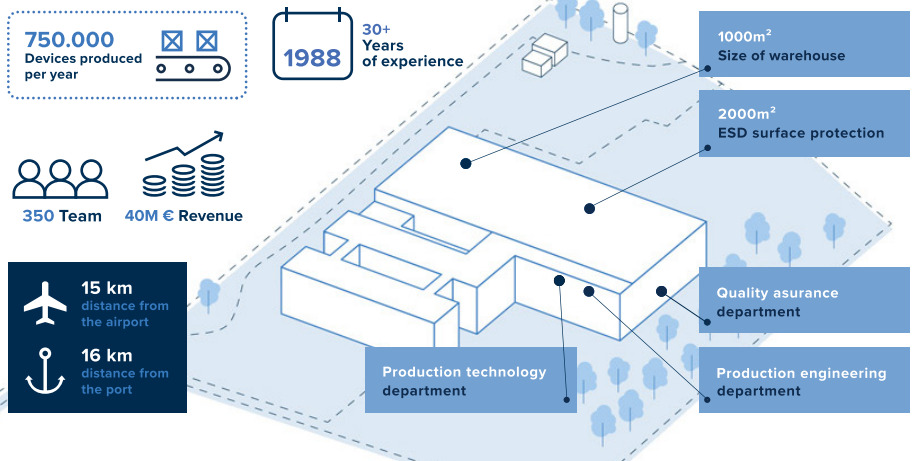 750.000
Devices produced
per year
1988
30+
Years
of experience
350 Team
40M € Revenue
15 km
distance from
the airport
16 km
distance from
the port
1000m²
Size of warehouse
2000m²
ESD surface protection
Quality asurance
department
Production technology
department
Production engineering
department